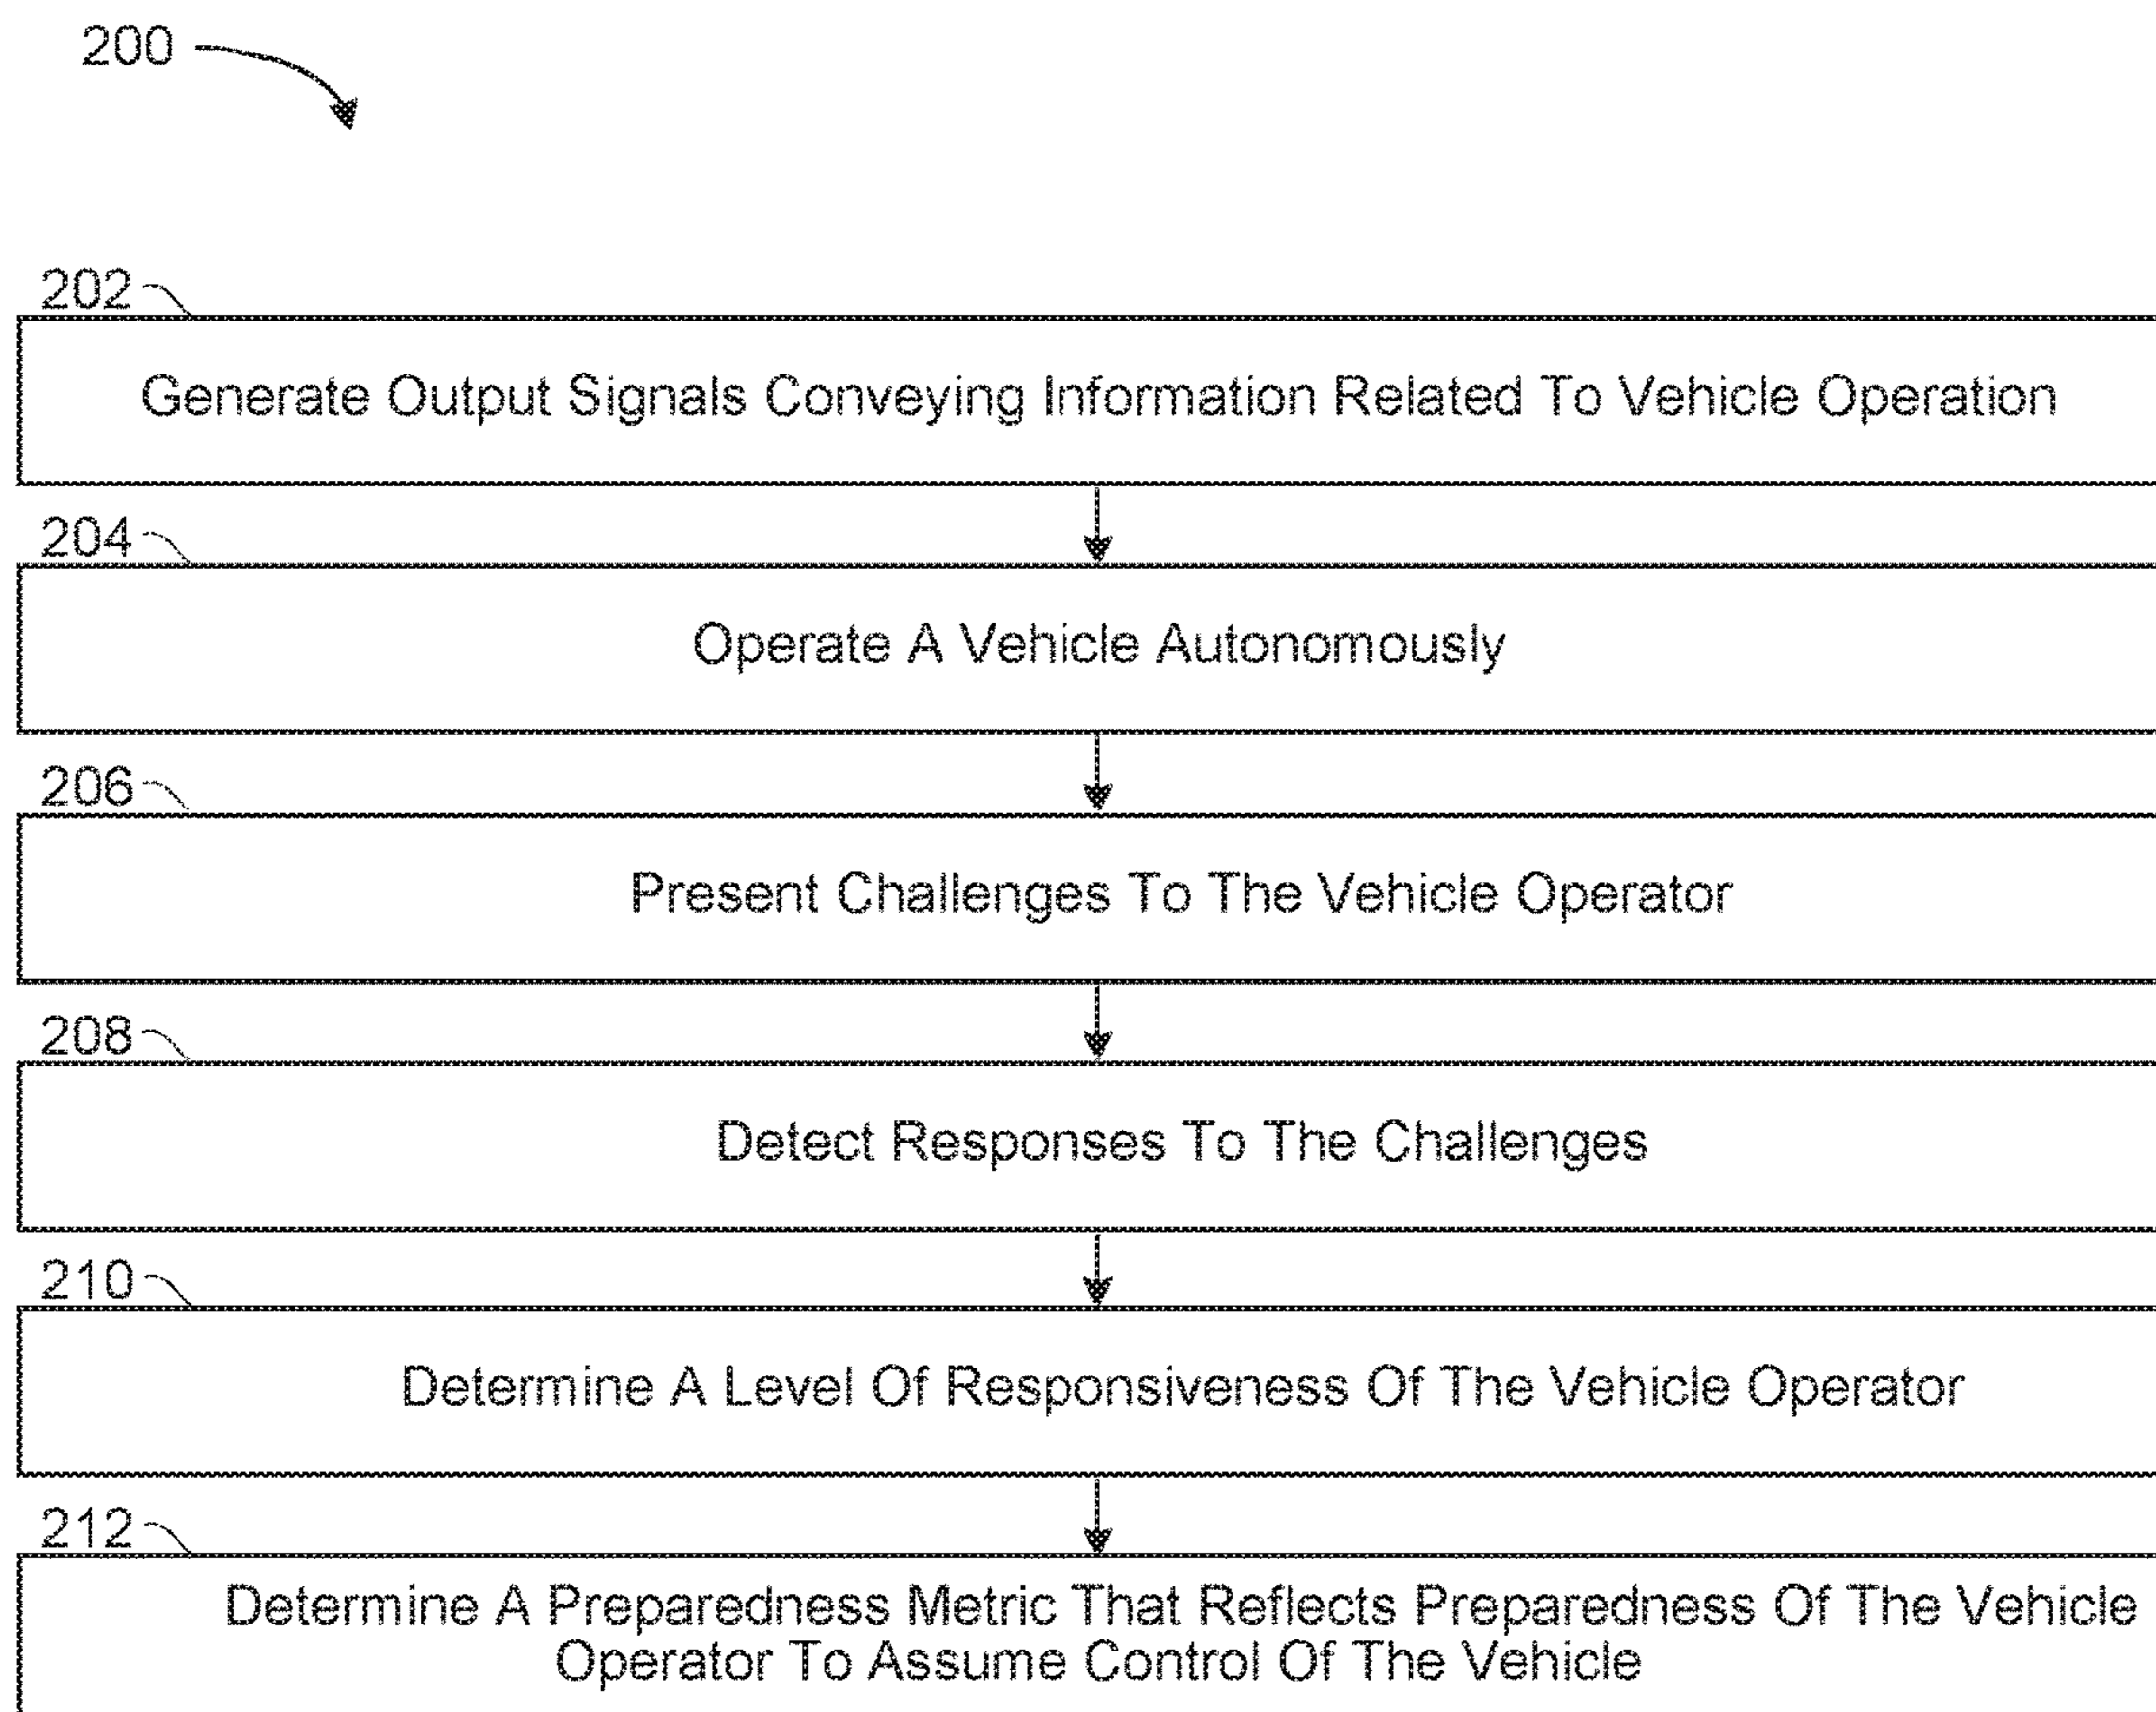 200
202
Generate Output Signals Conveying Information Related To Vehicle Operation
204
Operate A Vehicle Autonomously
206
Present Challenges To The Vehicle Operator
208
Detect Responses To The Challenges
210
Determine A Level Of Responsiveness Of The Vehicle Operator
212
Determine A Preparedness Metric That Reflects Preparedness Of The Vehicle
Operator To Assume Control Of The Vehicle